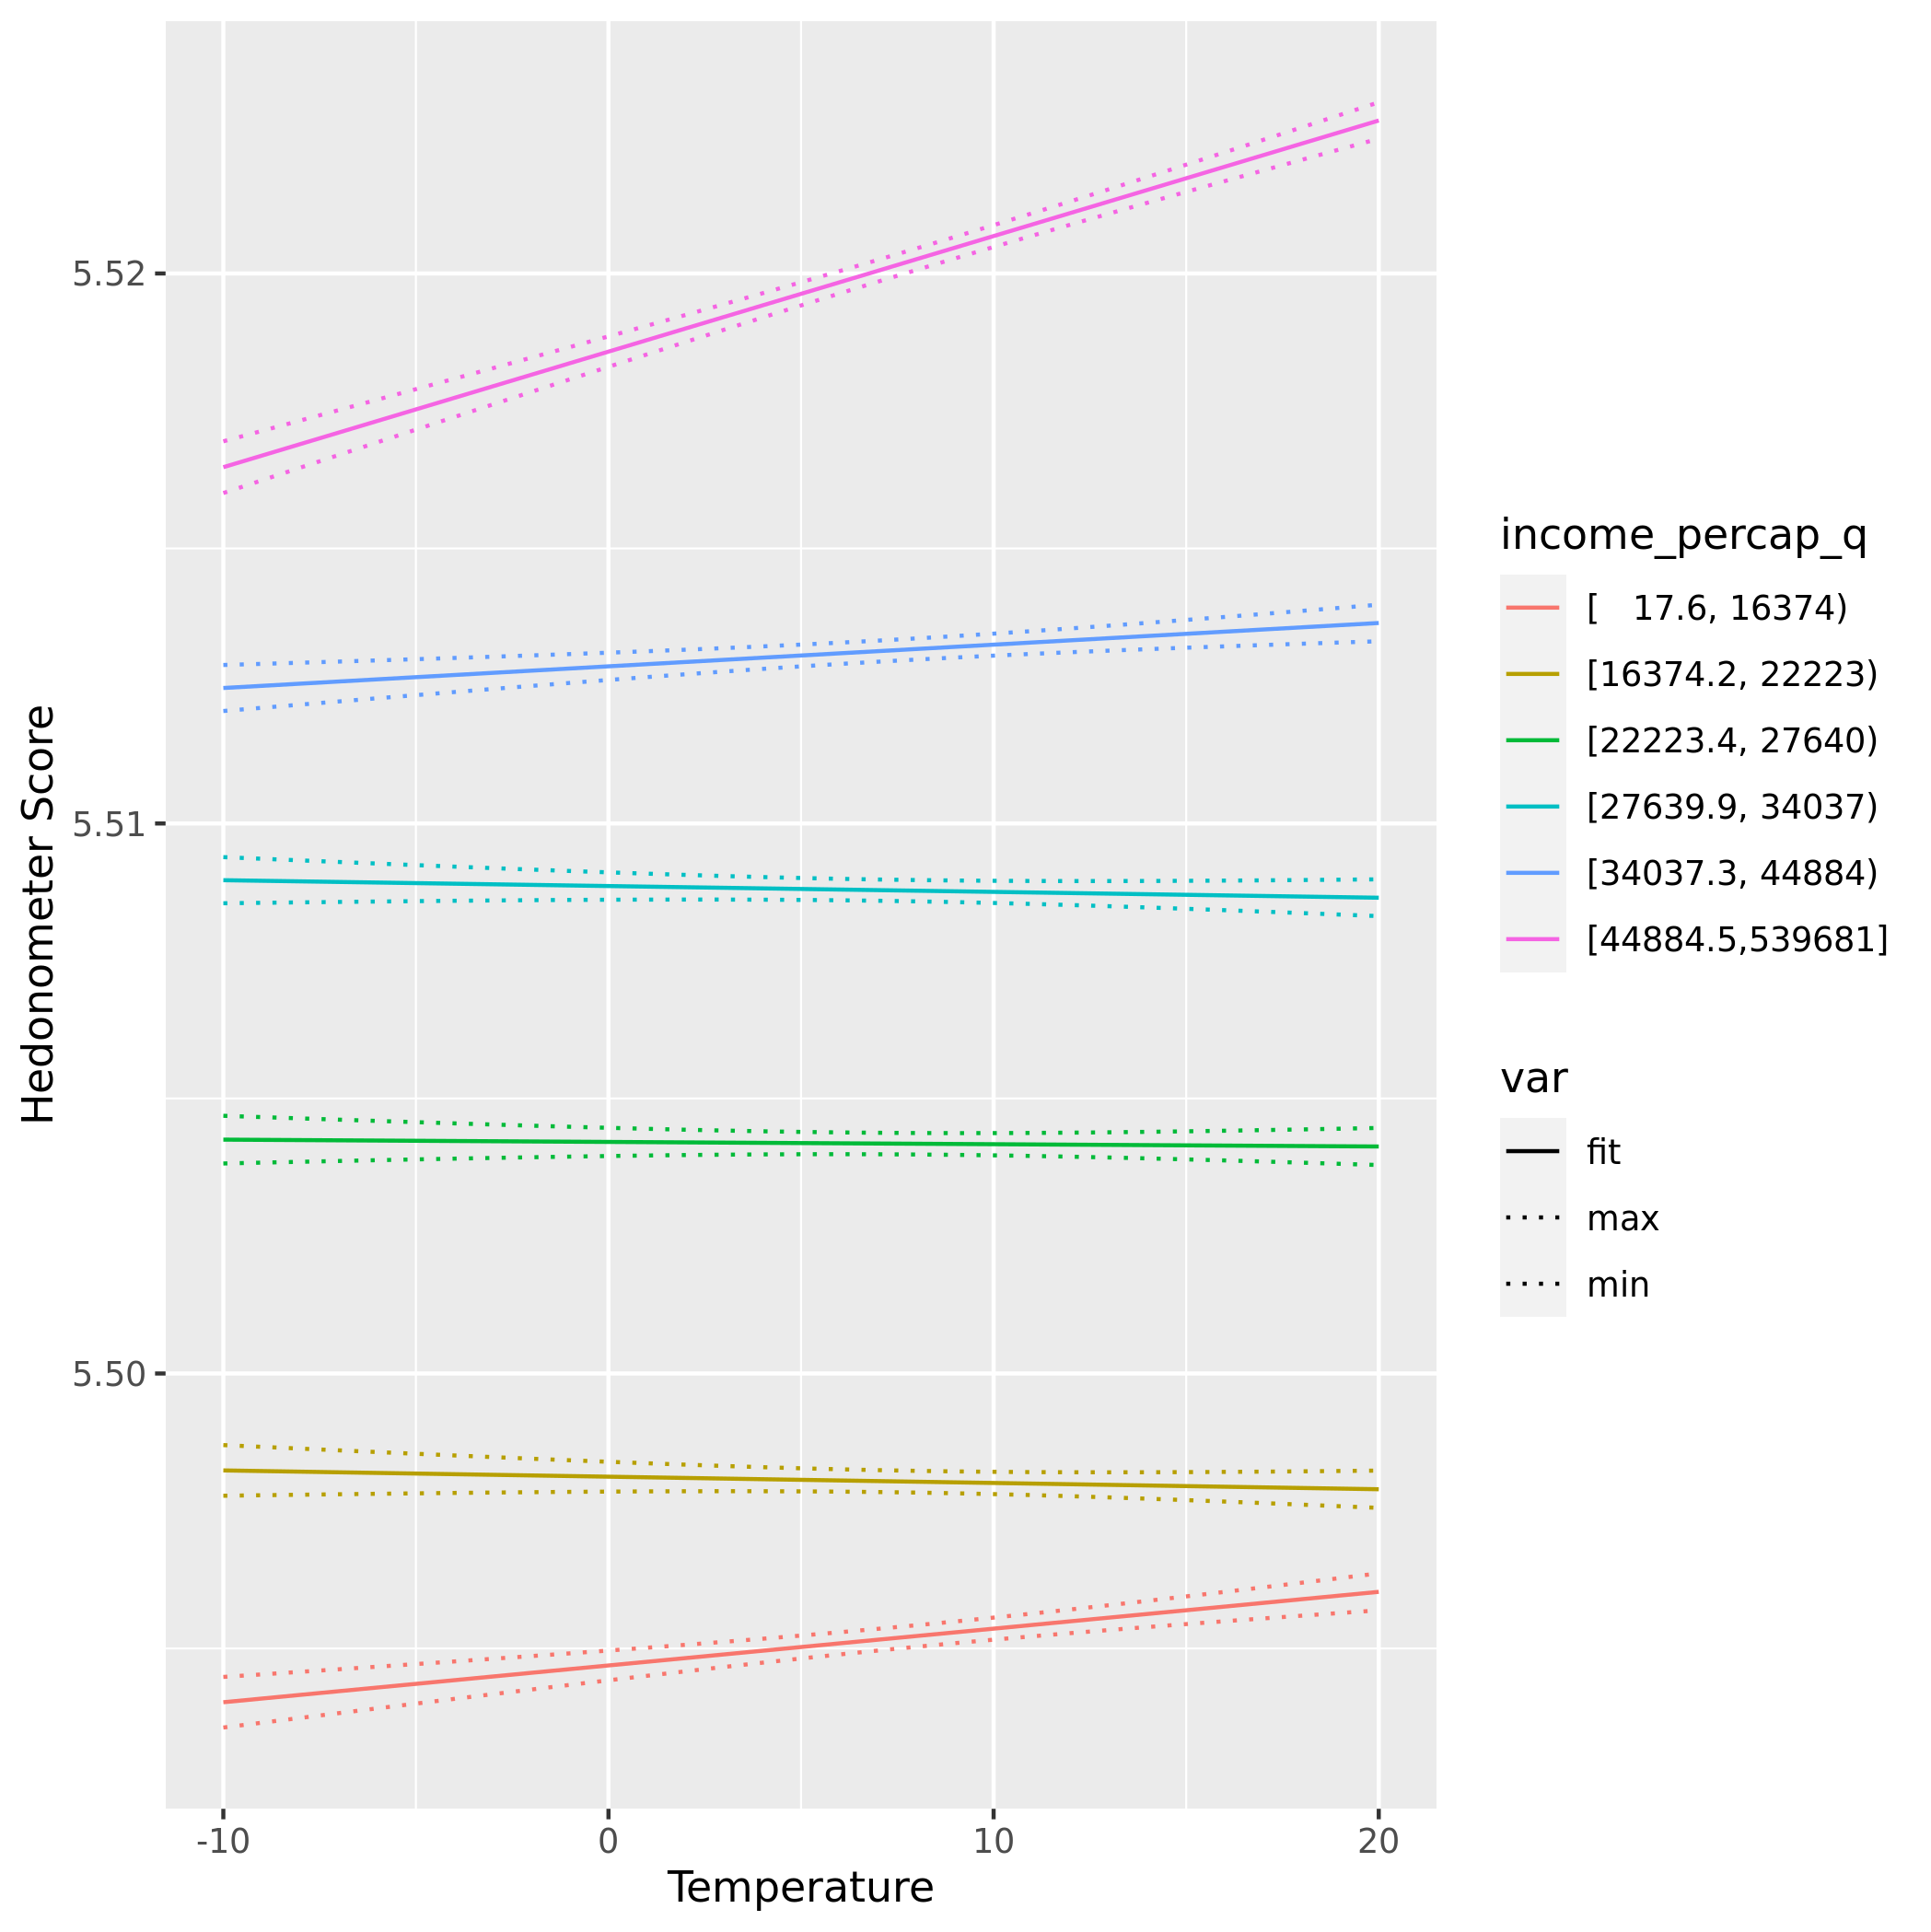 5.52
5.51
5.50
Hedonometer Score
-10
0
10
20
Temperature
income_percap_q
[   17.6, 16374)
[16374.2, 22223)
[22223.4, 27640)
[27639.9, 34037)
[34037.3, 44884)
[44884.5,539681]
var
fit
max
min